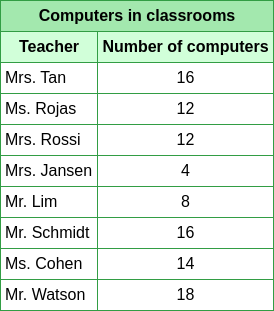 Computers in classrooms
Teacher Number of computers
Mrs. Tan 16
Ms. Rojas 12
Mrs. Rossi 12
Mrs. Jansen 4
Mr. Lim 8
Mr. Schmidt 16
Ms. Cohen 14
Mr. Watson 18